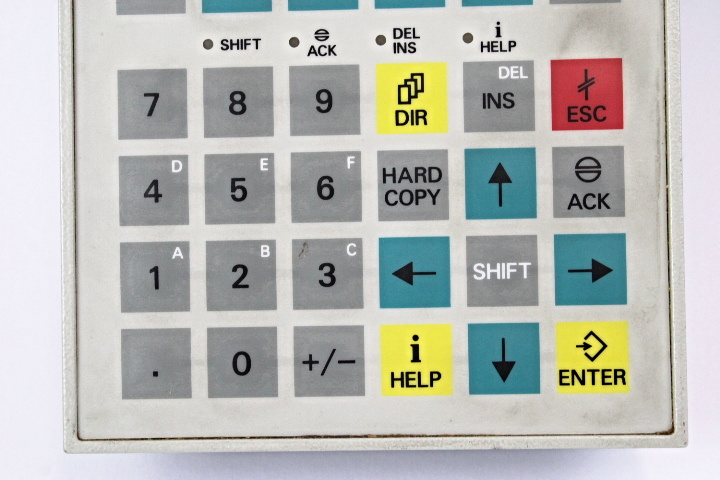 SHIFT
ACK
DEL
INS
i
HELP
7
8
9
DIR
DEL
INS
ESC
4
D
5
E
6
F
HARD
COPY
ACK
1
A
2
B
3
C
SHIFT
.
0
+/−
i
HELP
ENTER